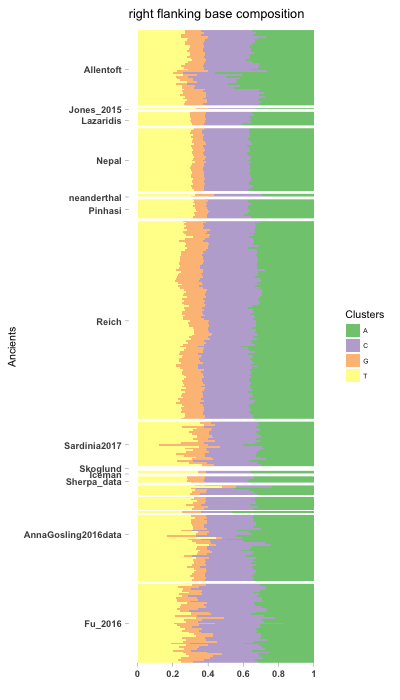 right flanking base composition
Allentoft
Jones_2015
Lazaridis
Nepal
neanderthal
Pinhasi
Reich
Sardinia2017
Skoglund
Iceman
Sherpa_data
AnnaGosling2016data
Fu_2016
Ancients
Clusters
A
C
G
T
0 0.2 0.4 0.6 0.8 1